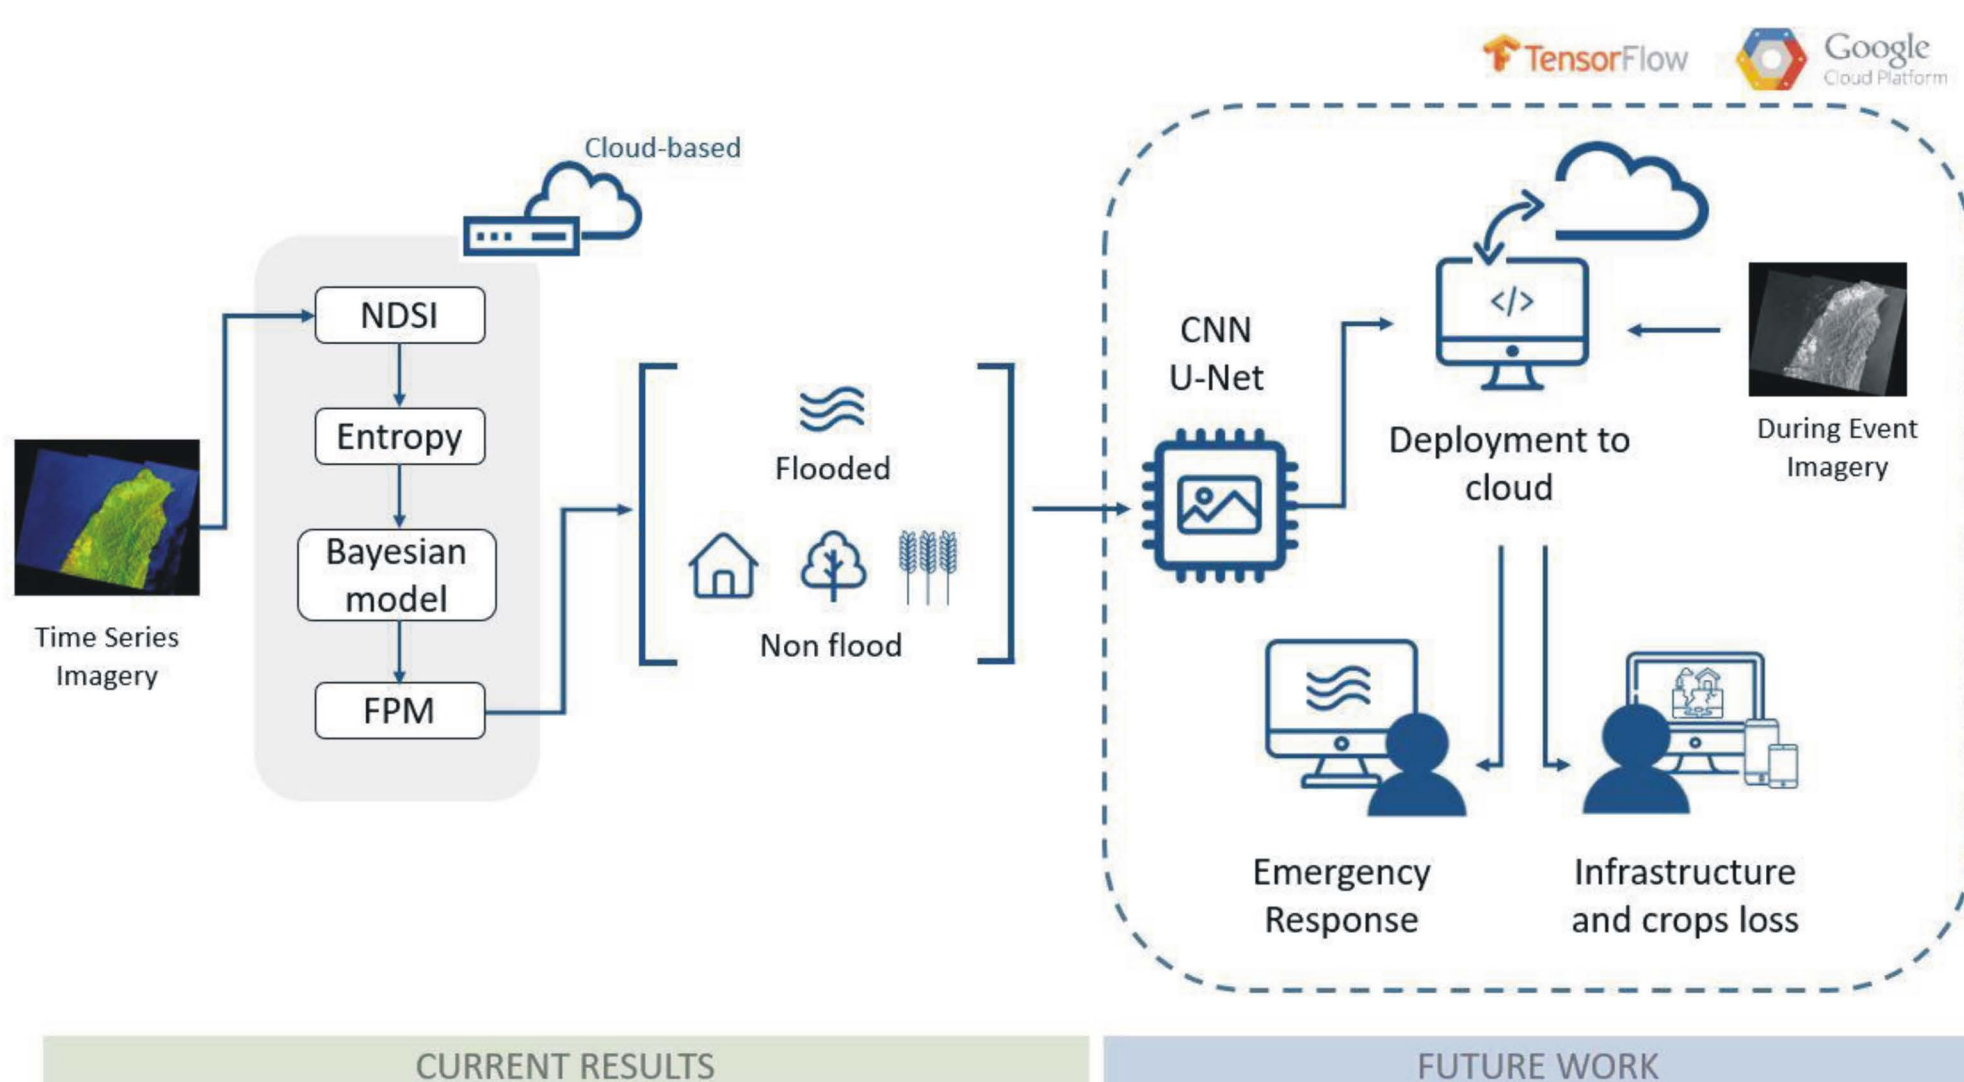 TensorFlow
Google
Cloud Platform
Cloud-based
NDSI
Entropy
Bayesian
model
FPM
Time Series
Imagery
Flooded
Non flood
CNN
U-Net
</>
Deployment to
cloud
During Event
Imagery
Emergency
Response
Infrastructure
and crops loss
CURRENT RESULTS
FUTURE WORK